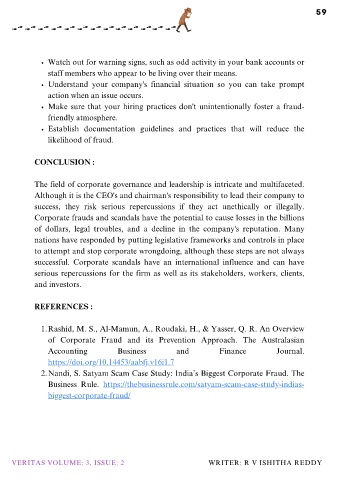 59
• Watch out for warning signs, such as odd activity in your bank accounts or
staff members who appear to be living over their means.
• Understand your company's financial situation so you can take prompt
action when an issue occurs.
• Make sure that your hiring practices don't unintentionally foster a fraud-
friendly atmosphere.
• Establish documentation guidelines and practices that will reduce the
likelihood of fraud.
CONCLUSION :
The field of corporate governance and leadership is intricate and multifaceted.
Although it is the CEO's and chairman's responsibility to lead their company to
success, they risk serious repercussions if they act unethically or illegally.
Corporate frauds and scandals have the potential to cause losses in the billions
of dollars, legal troubles, and a decline in the company's reputation. Many
nations have responded by putting legislative frameworks and controls in place
to attempt and stop corporate wrongdoing, although these steps are not always
successful. Corporate scandals have an international influence and can have
serious repercussions for the firm as well as its stakeholders, workers, clients,
and investors.
REFERENCES :
1. Rashid, M. S., Al-Mamun, A., Roudaki, H., & Yasser, Q. R. An Overview
of Corporate Fraud and its Prevention Approach. The Australasian
Accounting Business and Finance Journal.
https://doi.org/10.14453/aabfj.v16i1.7
2. Nandi, S. Satyam Scam Case Study: India's Biggest Corporate Fraud. The
Business Rule. https://thebusinessrule.com/satyam-scam-case-study-indias-
biggest-corporate-fraud/
VERITAS VOLUME: 3, ISSUE: 2 WRITER: R V ISHITHA REDDY